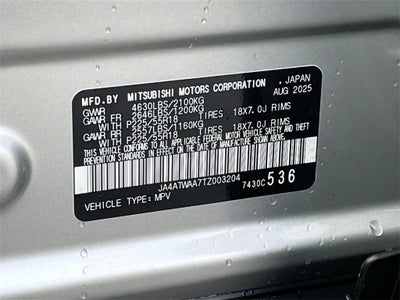 MFD.BY MITSUBISHI MOTORS CORPORATION , JAPAN
GVWR 4630LBS/2100KG AUG 2025
GAWR FR 2646LBS/1200KG
WITH P225/55R18 TIRES 18X7.0J RIMS
GAWR RR 2557LBS/1160KG
WITH P225/55R18 TIRES 18X7.0J RIMS
THIS VEHICLE CONFORMS TO ALL APPLICABLE
FEDERAL MOTOR VEHICLE SAFETY AND
THEFT PREVENTION STANDARDS IN EFFECT ON
THE DATE OF MANUFACTURE SHOWN ABOVE.
JA4ATWAA7TZ003204 7430C 536
VEHICLE TYPE: MPV